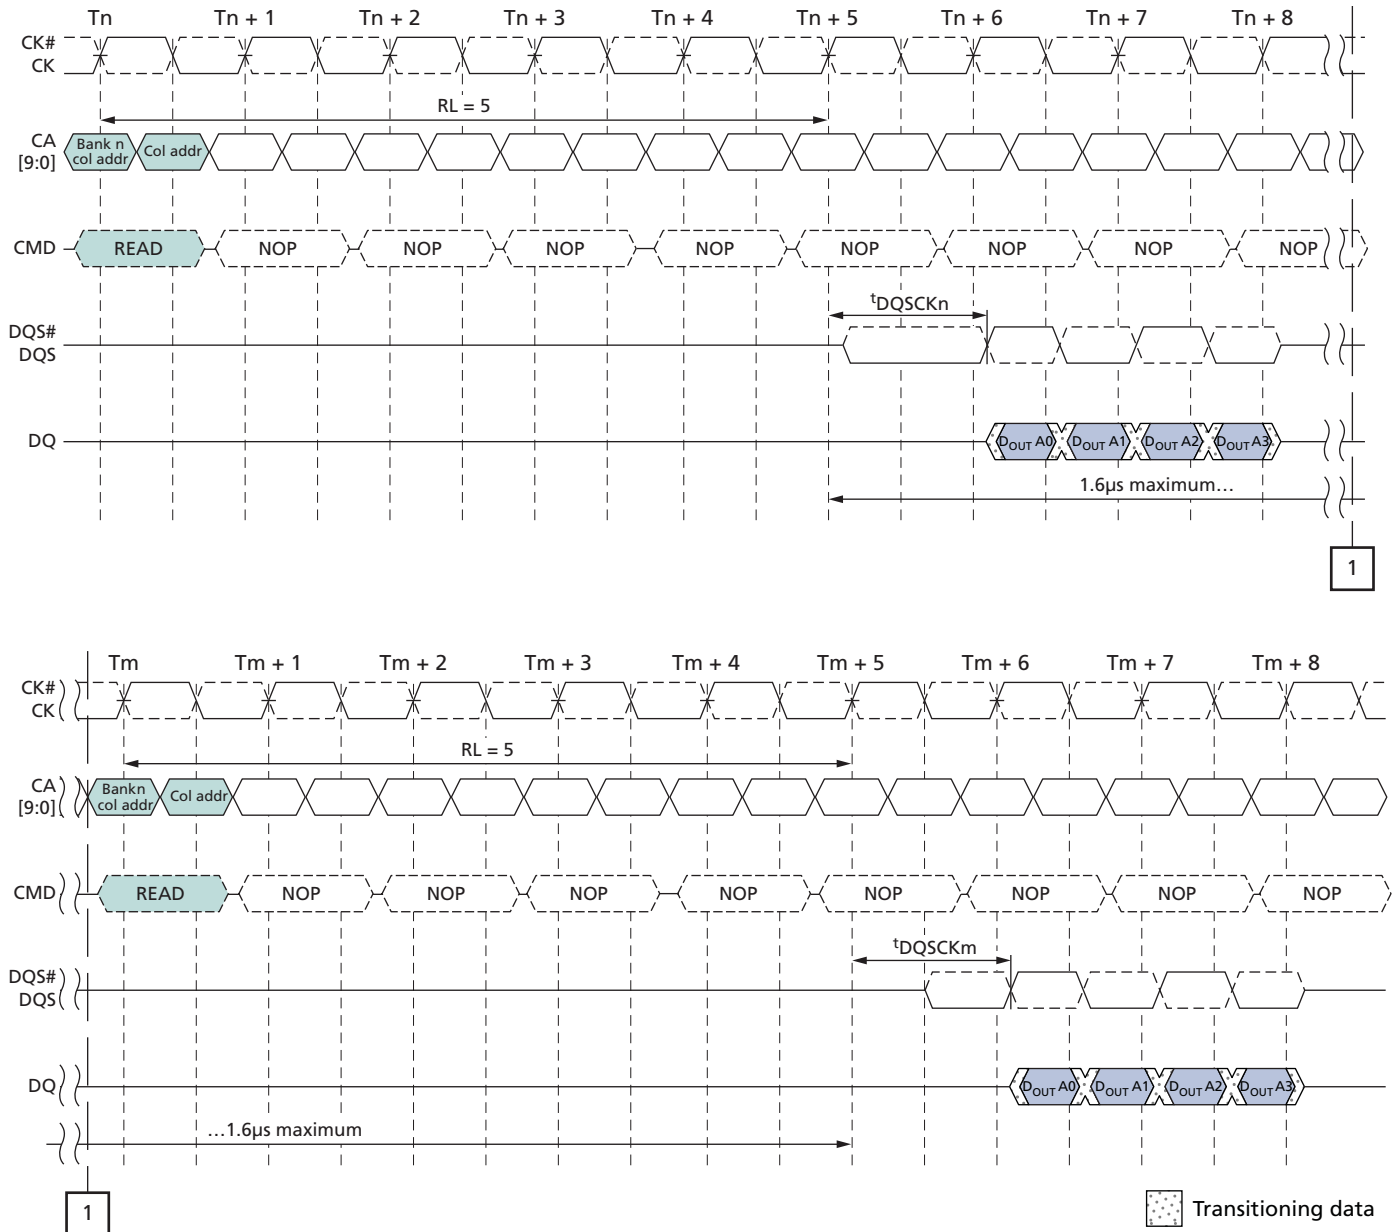 Tn Tn + 1 Tn + 2 Tn + 3 Tn + 4 Tn + 5 Tn + 6 Tn + 7 Tn + 8
CK#
CK
RL = 5
CA
[9:0]
Bank n
col addr
Col addr
CMD
READ NOP NOP NOP NOP NOP NOP NOP NOP
tDQSCKn
DQS#
DQS
DQ
DOUT A0 DOUT A1 DOUT A2 DOUT A3
1.6µs maximum…
1
Tm Tm + 1 Tm + 2 Tm + 3 Tm + 4 Tm + 5 Tm + 6 Tm + 7 Tm + 8
CK#
CK
RL = 5
CA
[9:0]
Bankn
col addr
Col addr
CMD
READ NOP NOP NOP NOP NOP NOP NOP NOP
tDQSCKm
DQS#
DQS
DQ
DOUT A0 DOUT A1 DOUT A2 DOUT A3
…1.6µs maximum
1
Transitioning data